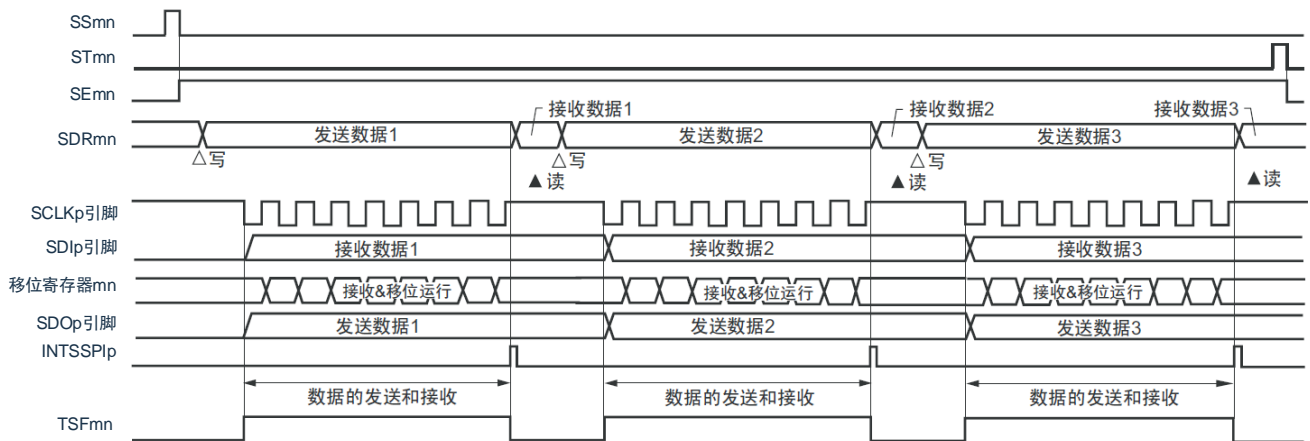 SSmn
STmn
SEmn
接收数据1 接收数据2 接收数据3
SDRmn 发送数据1 发送数据2 发送数据3
△写 △写 △写
▲读 ▲读 ▲读
SCLKp引脚
SDIp引脚 接收数据1 接收数据2 接收数据3
移位寄存器mn 接收&移位运行 接收&移位运行 接收&移位运行
SDOp引脚 发送数据1 发送数据2 发送数据3
INTSSPIp
数据的发送和接收 数据的发送和接收 数据的发送和接收
TSFmn